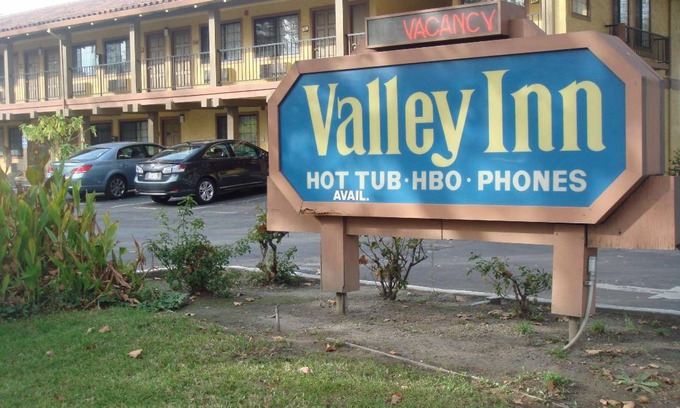 VACANCY
Valley Inn
HOT TUB · HBO · PHONES
AVAIL.